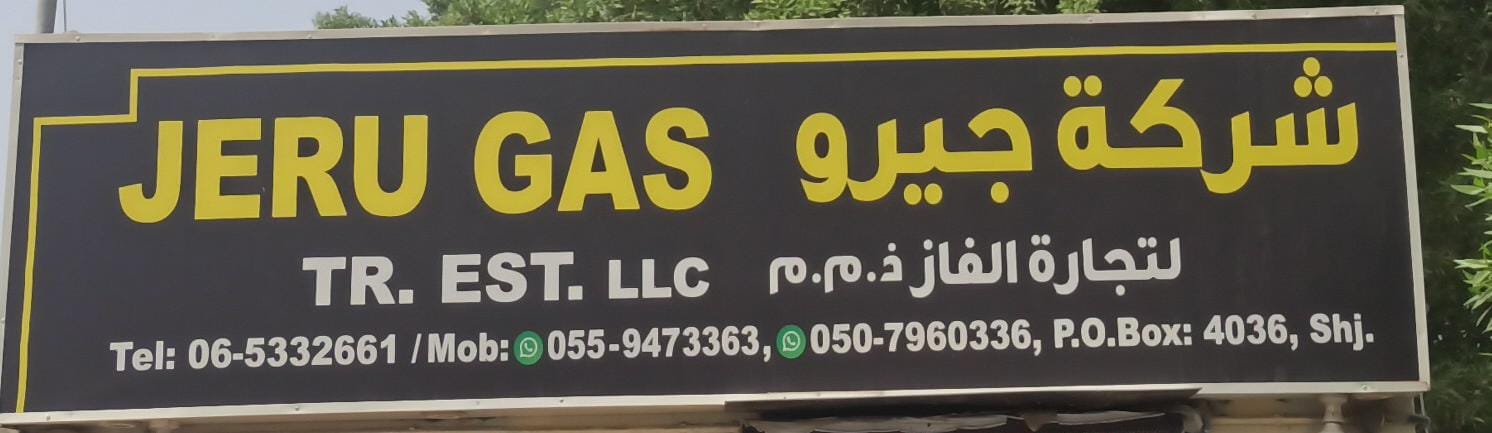 JERU GAS شركة جيرو
TR. EST. LLC لتجارة الغاز ذ.م.م
Tel: 06-5332661 / Mob: 055-9473363, 050-7960336, P.O.Box: 4036, Shj.